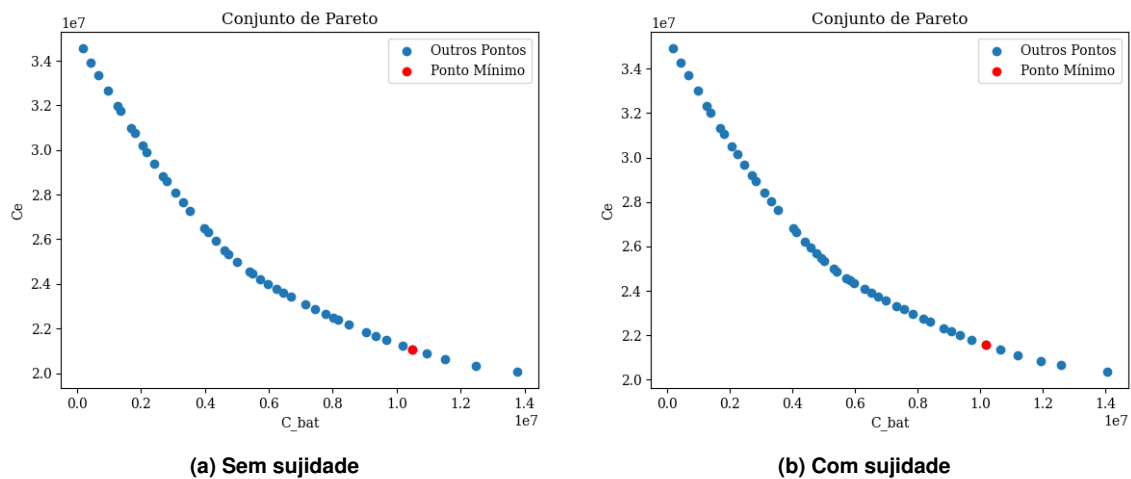 Conjunto de Pareto
1e7
Outros Pontos
Ponto Mínimo
3.4
3.2
3.0
2.8
2.6
2.4
2.2
2.0
Ce
0.0 0.2 0.4 0.6 0.8 1.0 1.2 1.4
1e7
C_bat
(a) Sem sujidade
Conjunto de Pareto
1e7
Outros Pontos
Ponto Mínimo
3.4
3.2
3.0
2.8
2.6
2.4
2.2
2.0
Ce
0.0 0.2 0.4 0.6 0.8 1.0 1.2 1.4
1e7
C_bat
(b) Com sujidade